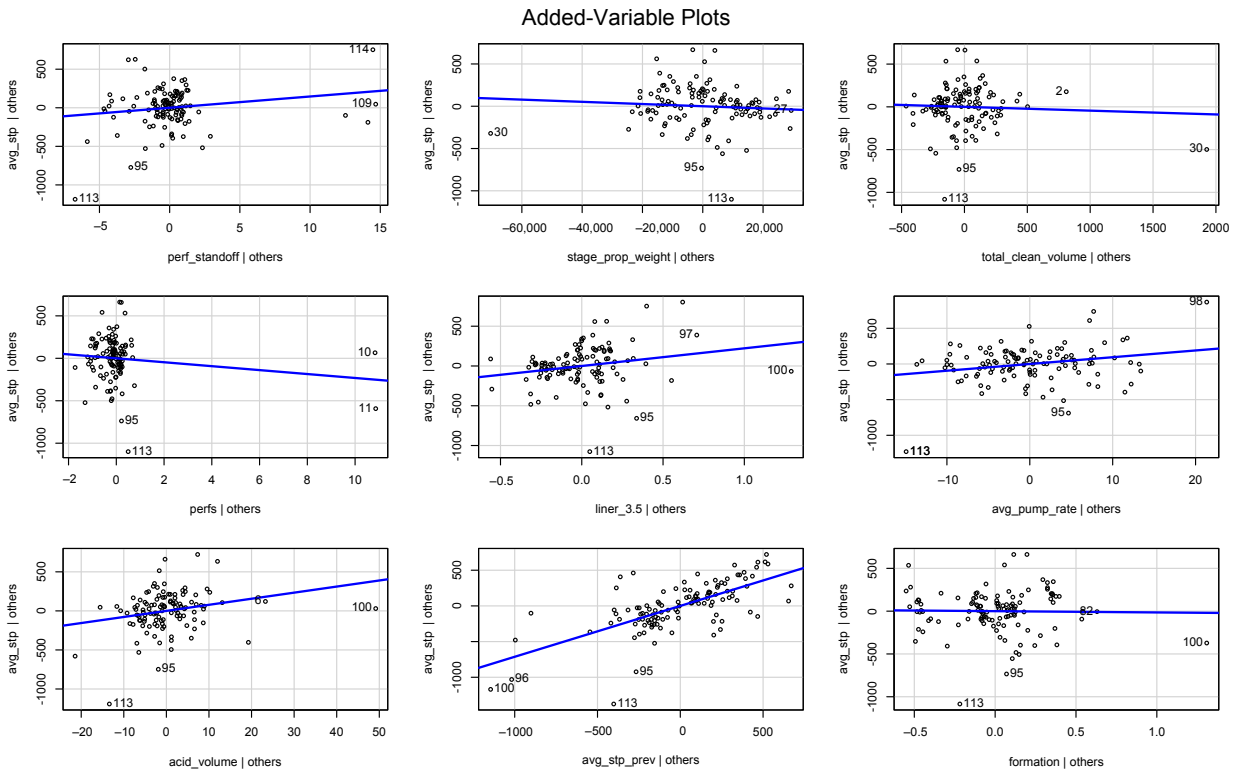 Added-Variable Plots
avg_stp | others
−1000 −500 0 500
114
109
95
113
−5 0 5 10 15
perf_standoff | others
avg_stp | others
−1000 −500 0 500
30
27
95
113
−60,000 −40,000 −20,000 0 20,000
stage_prop_weight | others
avg_stp | others
−1000 −500 0 500
2
30
95
113
−500 0 500 1000 1500 2000
total_clean_volume | others
avg_stp | others
−1000 −500 0 500
10
11
95
113
−2 0 2 4 6 8 10
perfs | others
avg_stp | others
−1000 −500 0 500
97
100
95
113
−0.5 0.0 0.5 1.0
liner_3.5 | others
avg_stp | others
−1000 0 500
98
95
113
−10 0 10 20
avg_pump_rate | others
avg_stp | others
−1000 −500 0 500
100
95
113
−20 −10 0 10 20 30 40 50
acid_volume | others
avg_stp | others
−1000 0 500
96
100
95
113
−1000 −500 0 500
avg_stp_prev | others
avg_stp | others
−1000 −500 0 500
82
100
95
113
−0.5 0.0 0.5 1.0
formation | others